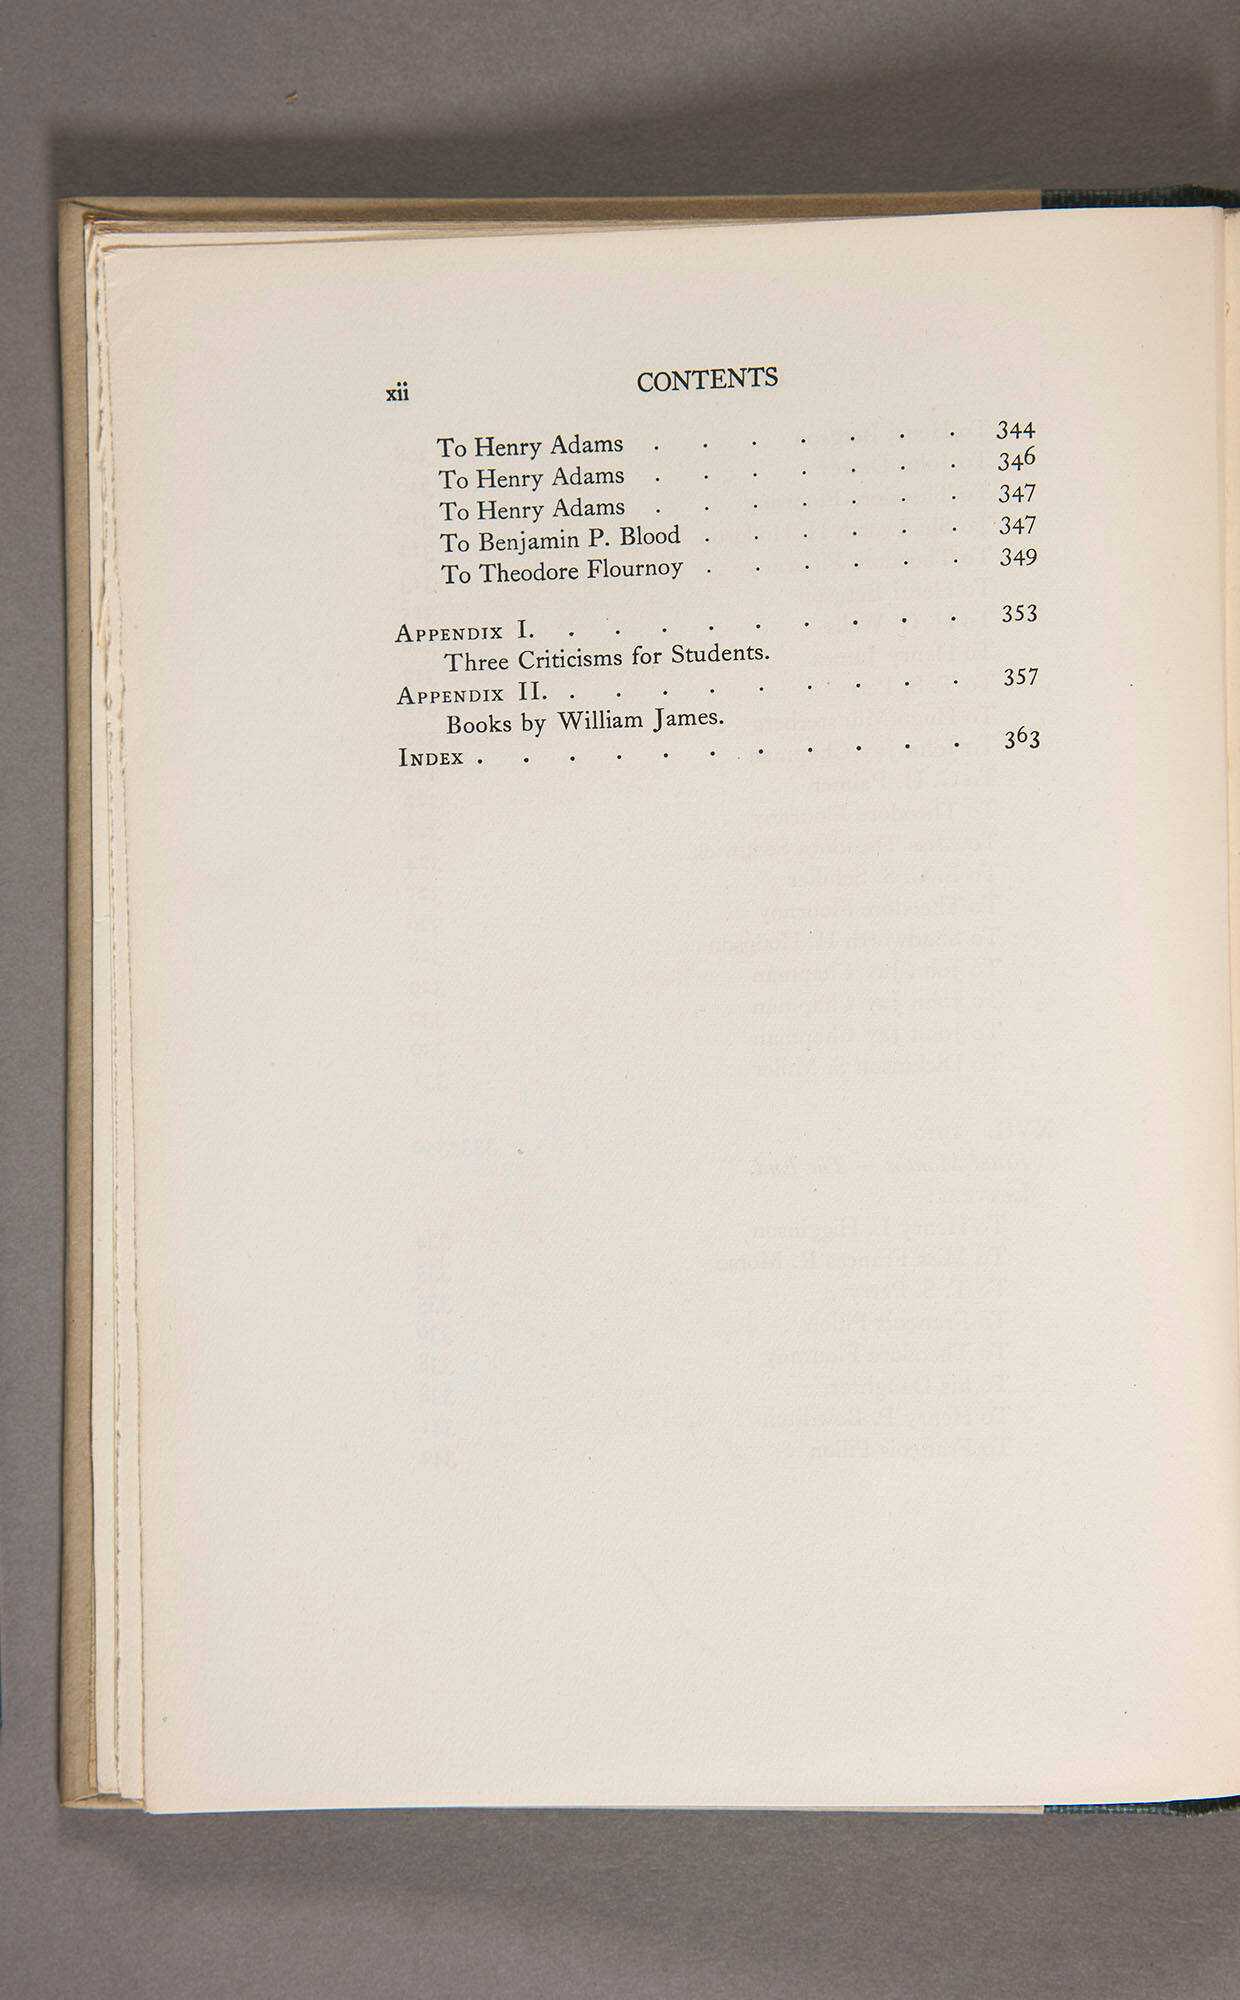 xii CONTENTS
To Henry Adams . . . . . . . 344
To Henry Adams . . . . . . . 346
To Henry Adams . . . . . . . 347
To Benjamin P. Blood . . . . . . 347
To Theodore Flournoy . . . . . . 349
APPENDIX I. . . . . . . . . . 353
Three Criticisms for Students.
APPENDIX II. . . . . . . . . . 357
Books by William James.
INDEX . . . . . . . . . . . 363